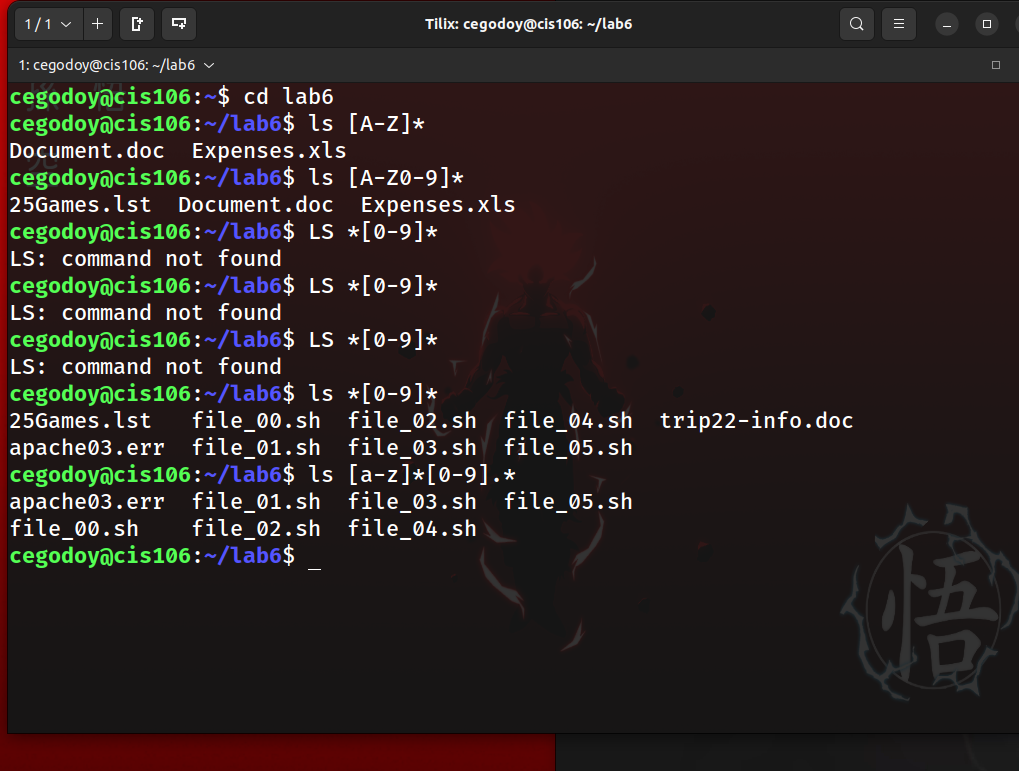 1 / 1
Tilix: cegodoy@cis106: ~/lab6
1: cegodoy@cis106: ~/lab6
cegodoy@cis106:~$ cd lab6
cegodoy@cis106:~/lab6$ ls [A-Z]*
Document.doc  Expenses.xls
cegodoy@cis106:~/lab6$ ls [A-Z0-9]*
25Games.lst  Document.doc  Expenses.xls
cegodoy@cis106:~/lab6$ LS *[0-9]*
LS: command not found
cegodoy@cis106:~/lab6$ LS *[0-9]*
LS: command not found
cegodoy@cis106:~/lab6$ LS *[0-9]*
LS: command not found
cegodoy@cis106:~/lab6$ ls *[0-9]*
25Games.lst   file_00.sh  file_02.sh  file_04.sh  trip22-info.doc
apache03.err  file_01.sh  file_03.sh  file_05.sh
cegodoy@cis106:~/lab6$ ls [a-z]*[0-9].*
apache03.err  file_01.sh  file_03.sh  file_05.sh
file_00.sh    file_02.sh  file_04.sh
cegodoy@cis106:~/lab6$ _
悟